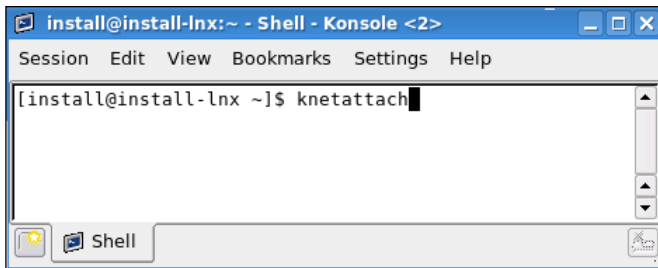 install@install-lnx:~ - Shell - Konsole <2>
Session Edit View Bookmarks Settings Help
[install@install-lnx ~]$ knetattach
Shell